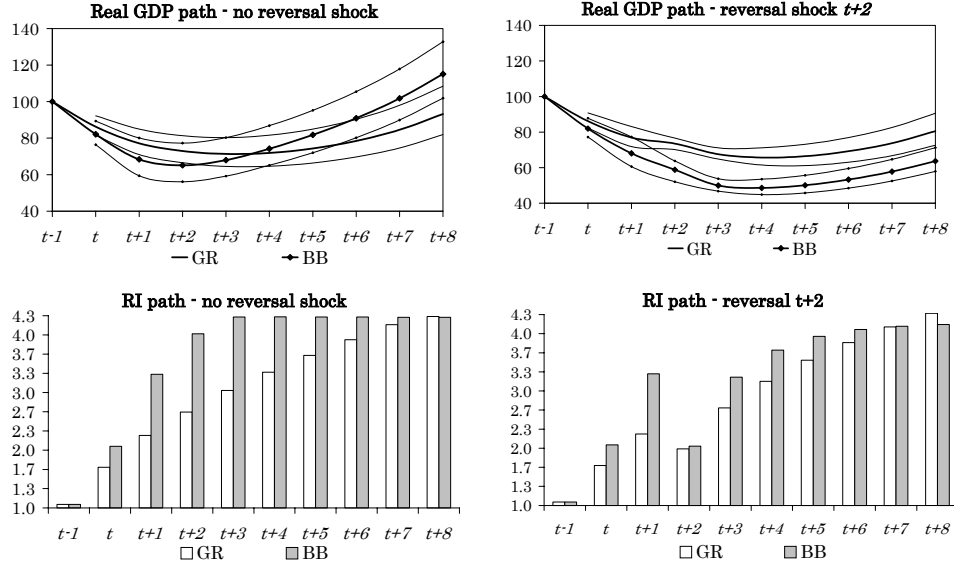 Real GDP path - no reversal shock
140
120
100
80
60
40
t-1 t t+1 t+2 t+3 t+4 t+5 t+6 t+7 t+8
GR BB
Real GDP path - reversal shock t+2
140
120
100
80
60
40
t-1 t t+1 t+2 t+3 t+4 t+5 t+6 t+7 t+8
GR BB
RI path - no reversal shock
4.3
4.0
3.7
3.3
3.0
2.7
2.3
2.0
1.7
1.3
1.0
t-1 t t+1 t+2 t+3 t+4 t+5 t+6 t+7 t+8
GR BB
RI path - reversal t+2
4.3
4.0
3.7
3.3
3.0
2.7
2.3
2.0
1.7
1.3
1.0
t-1 t t+1 t+2 t+3 t+4 t+5 t+6 t+7 t+8
GR BB